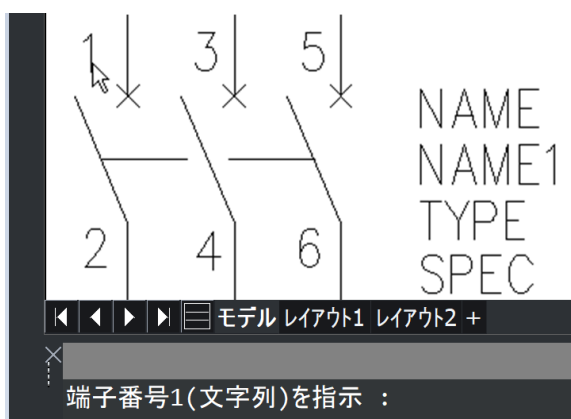 1 3 5
NAME
NAME1
TYPE
2 4 6
SPEC
モデル レイアウト1 レイアウト2 +
端子番号1(文字列)を指示 :